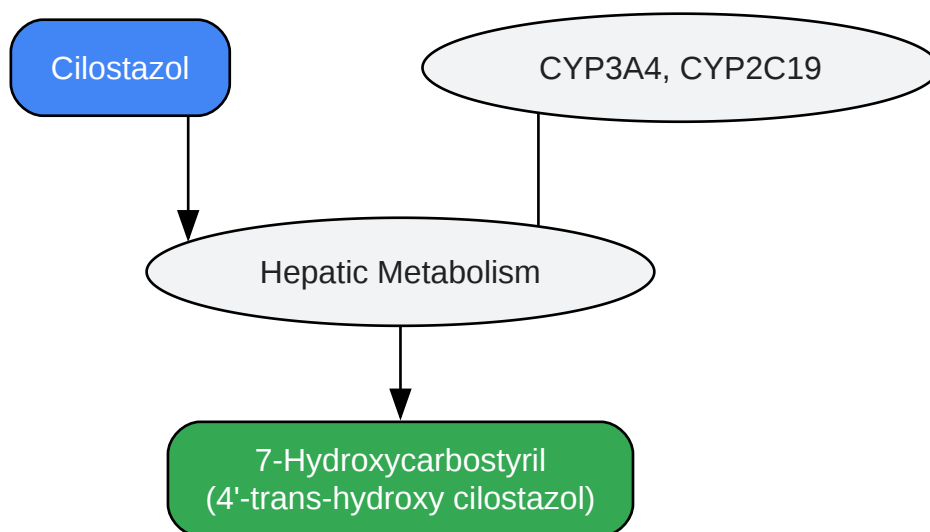 Cilostazol
CYP3A4, CYP2C19
Hepatic Metabolism
7-Hydroxycarbostyril
(4'-trans-hydroxy cilostazol)